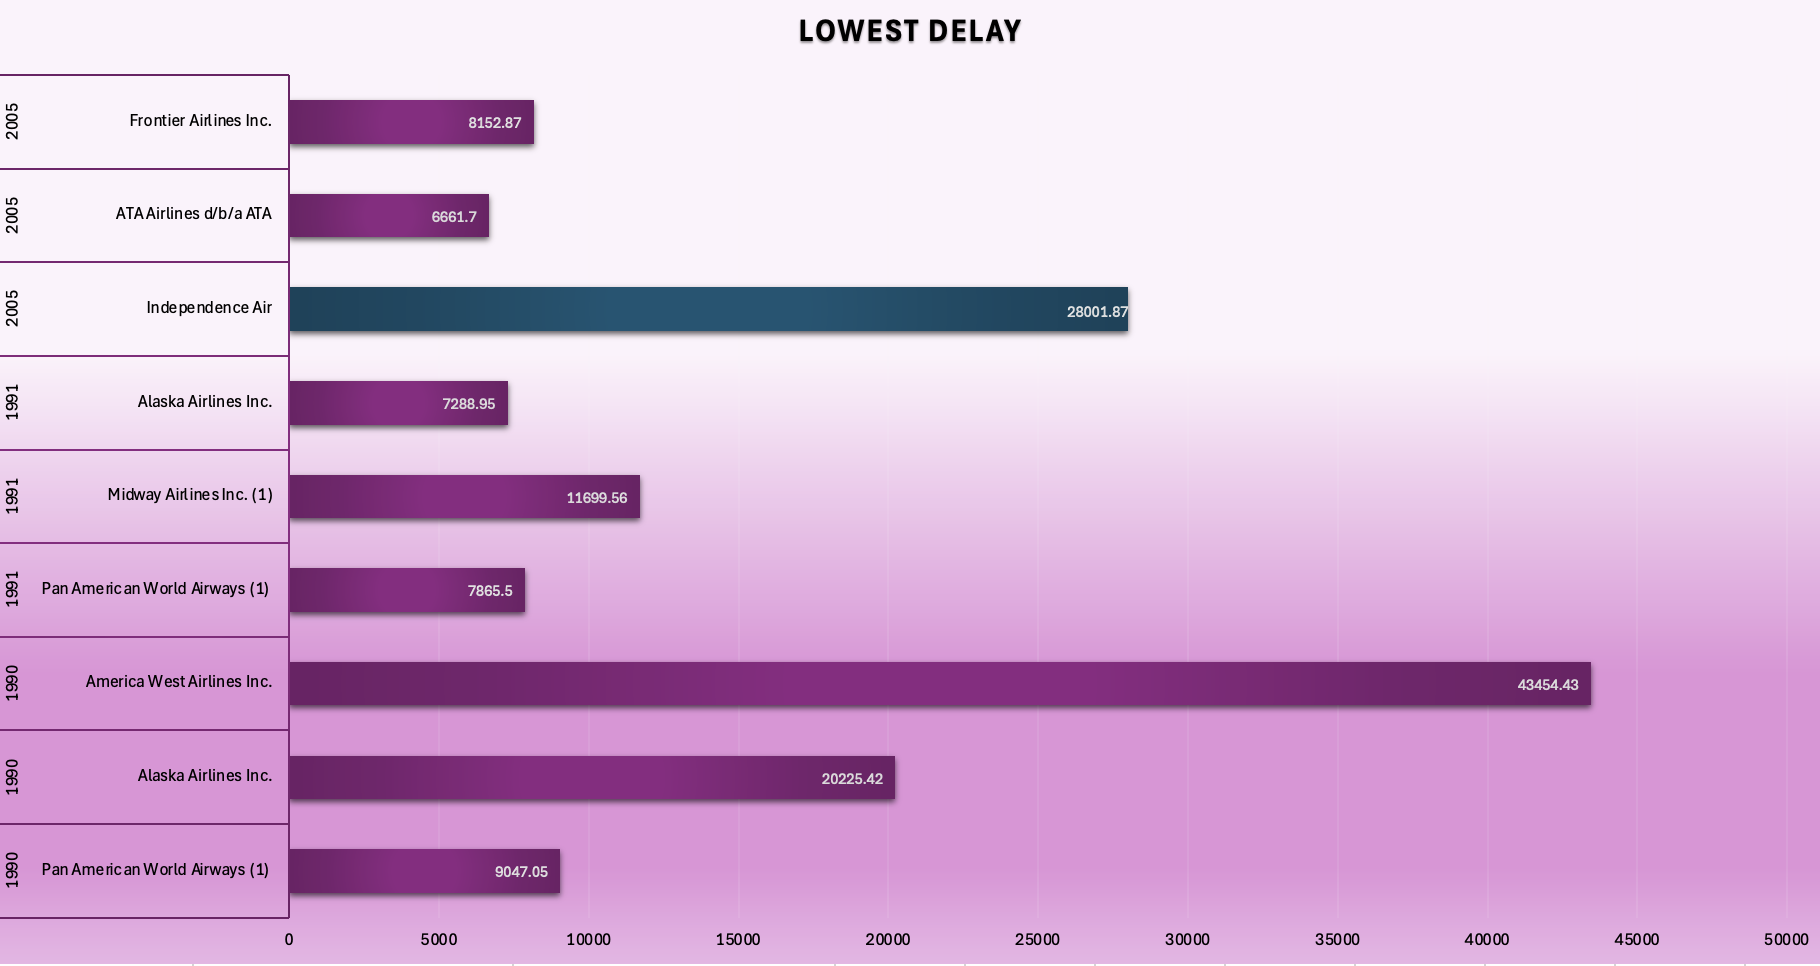 LOWEST DELAY
2005 Frontier Airlines Inc. 8152.87
2005 ATA Airlines d/b/a ATA 6661.7
2005 Independence Air 28001.87
1991 Alaska Airlines Inc. 7288.95
1991 Midway Airlines Inc. (1) 11699.56
1991 Pan American World Airways (1) 7865.5
1990 America West Airlines Inc. 43454.43
1990 Alaska Airlines Inc. 20225.42
1990 Pan American World Airways (1) 9047.05
0 5000 10000 15000 20000 25000 30000 35000 40000 45000 50000